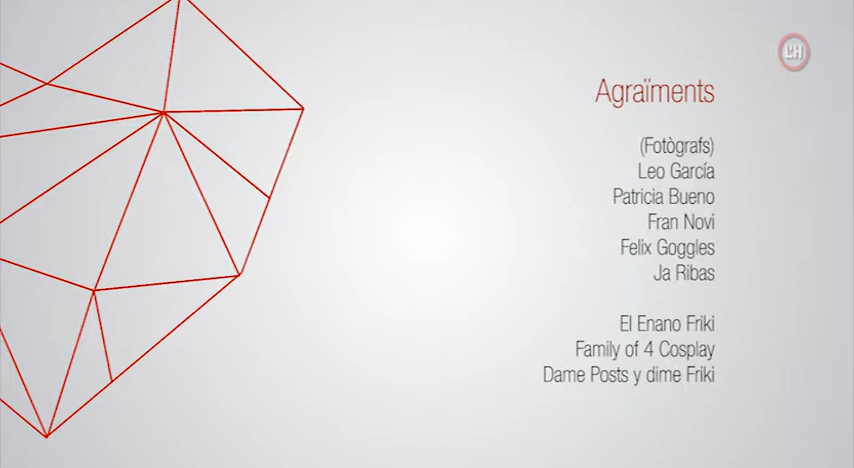 L'H
Agraïments
(Fotògrafs)
Leo García
Patricia Bueno
Fran Novi
Felix Goggles
Ja Ribas
El Enano Friki
Family of 4 Cosplay
Dame Posts y dime Friki